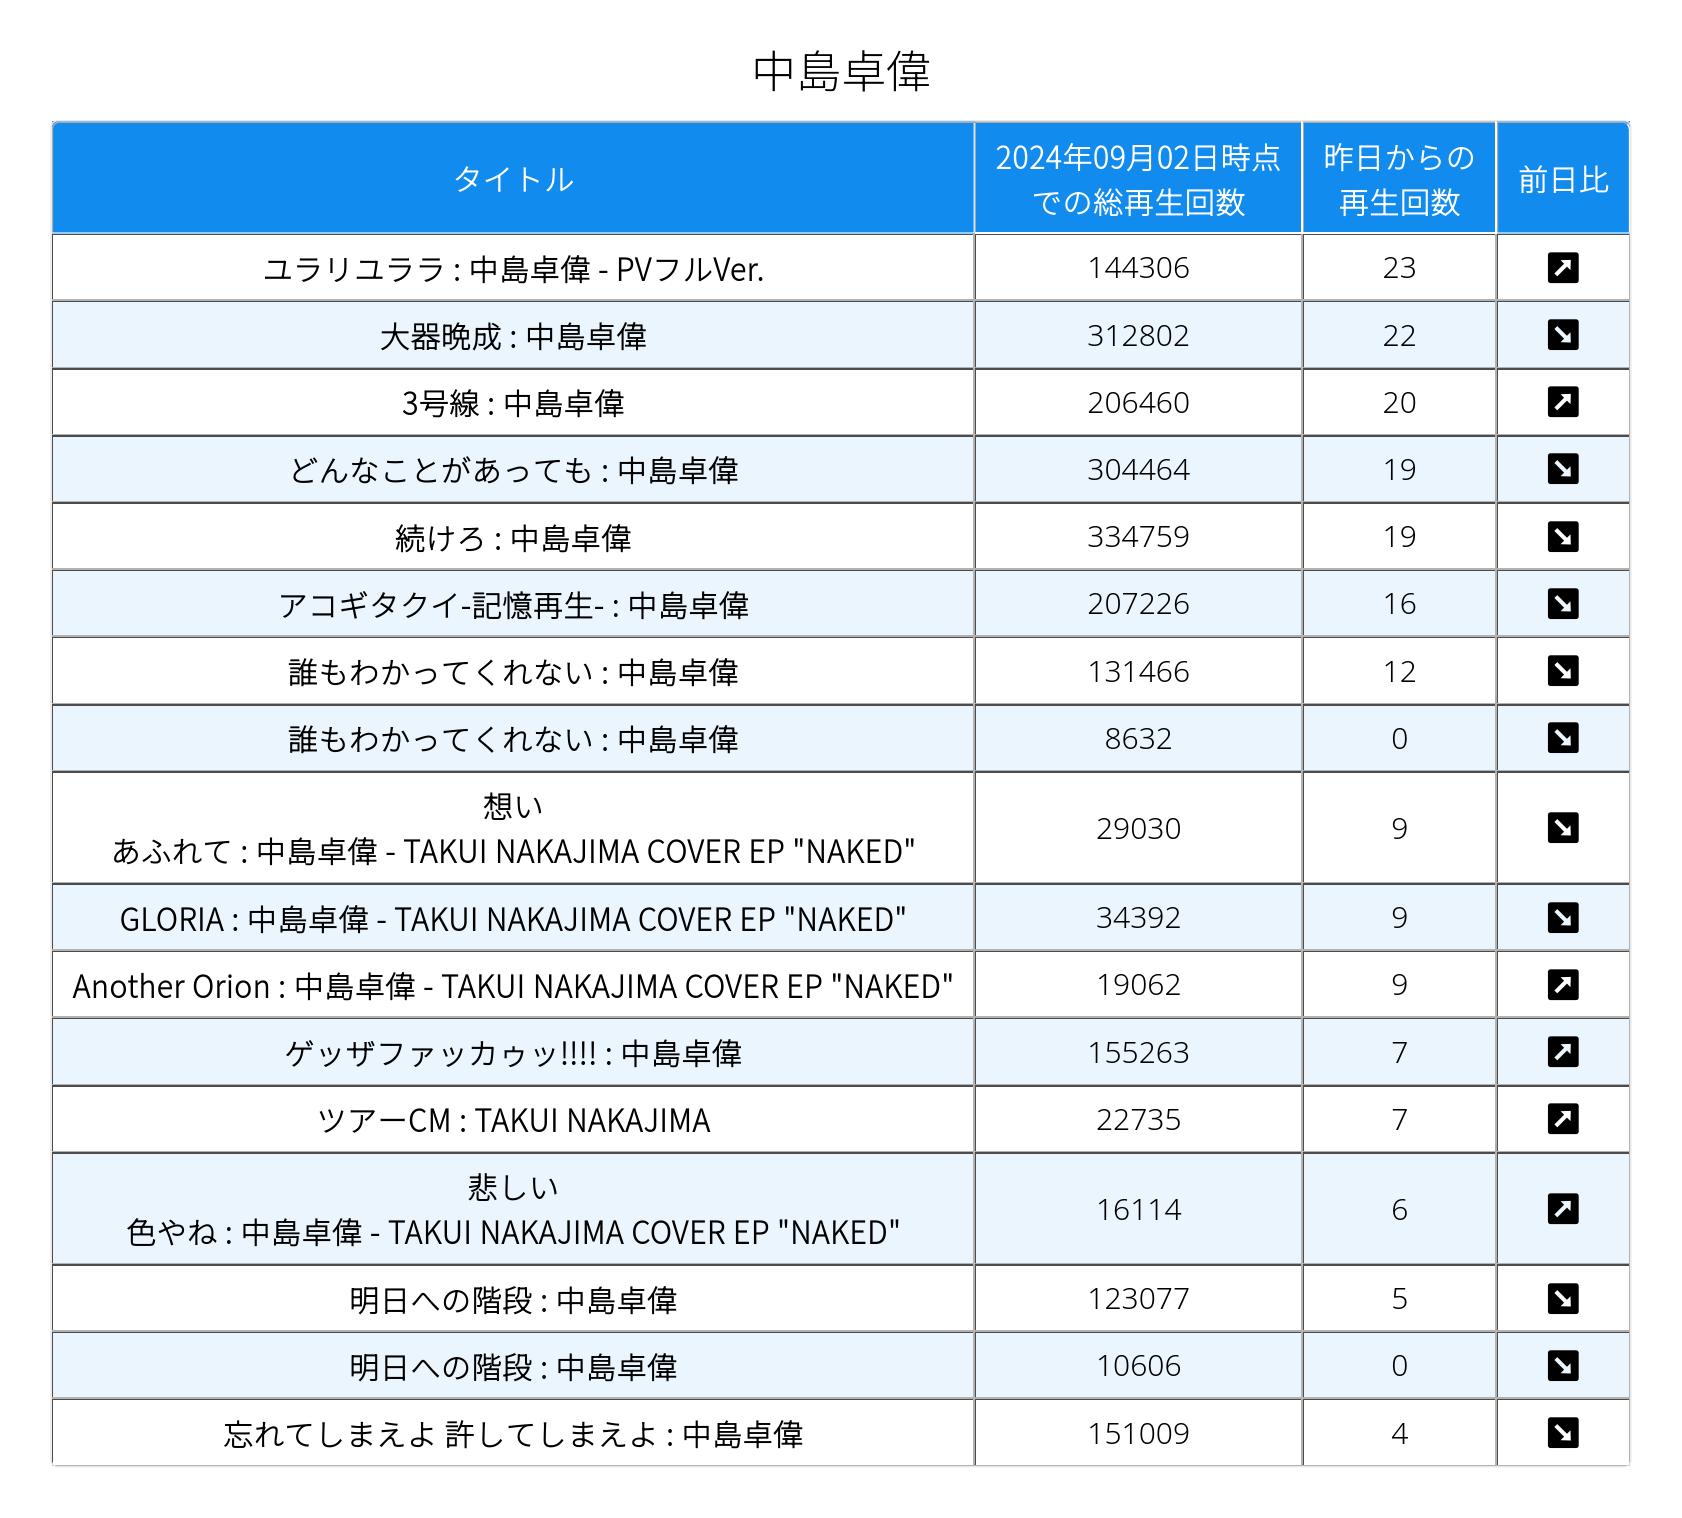 中島卓偉
タイトル
2024年09月02日時点
での総再生回数
昨日からの
再生回数
前日比
ユラリユララ : 中島卓偉 - PVフルVer.
144306
23
大器晩成 : 中島卓偉
312802
22
3号線 : 中島卓偉
206460
20
どんなことがあっても : 中島卓偉
304464
19
続けろ : 中島卓偉
334759
19
アコギタクイ-記憶再生- : 中島卓偉
207226
16
誰もわかってくれない : 中島卓偉
131466
12
誰もわかってくれない : 中島卓偉
8632
0
想い
あふれて : 中島卓偉 - TAKUI NAKAJIMA COVER EP "NAKED"
29030
9
GLORIA : 中島卓偉 - TAKUI NAKAJIMA COVER EP "NAKED"
34392
9
Another Orion : 中島卓偉 - TAKUI NAKAJIMA COVER EP "NAKED"
19062
9
ゲッザファッカゥッ!!!! : 中島卓偉
155263
7
ツアーCM : TAKUI NAKAJIMA
22735
7
悲しい
色やね : 中島卓偉 - TAKUI NAKAJIMA COVER EP "NAKED"
16114
6
明日への階段 : 中島卓偉
123077
5
明日への階段 : 中島卓偉
10606
0
忘れてしまえよ 許してしまえよ : 中島卓偉
151009
4